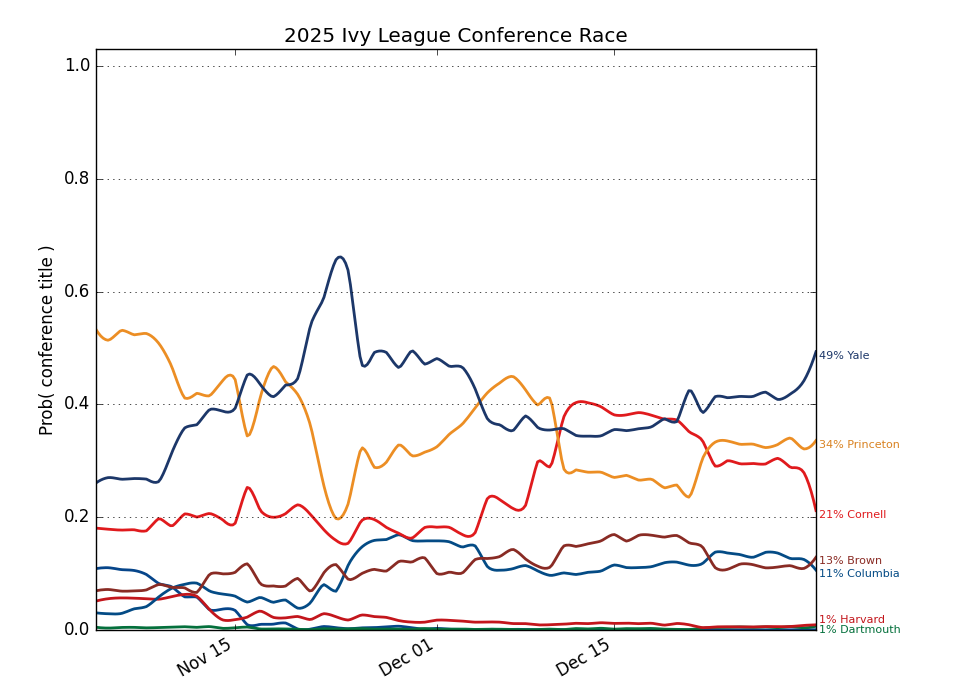 2025 Ivy League Conference Race
Prob( conference title )
1.0
0.8
0.6
0.4
0.2
0.0
Nov 15
Dec 01
Dec 15
49% Yale
34% Princeton
21% Cornell
13% Brown
11% Columbia
1% Harvard
1% Dartmouth